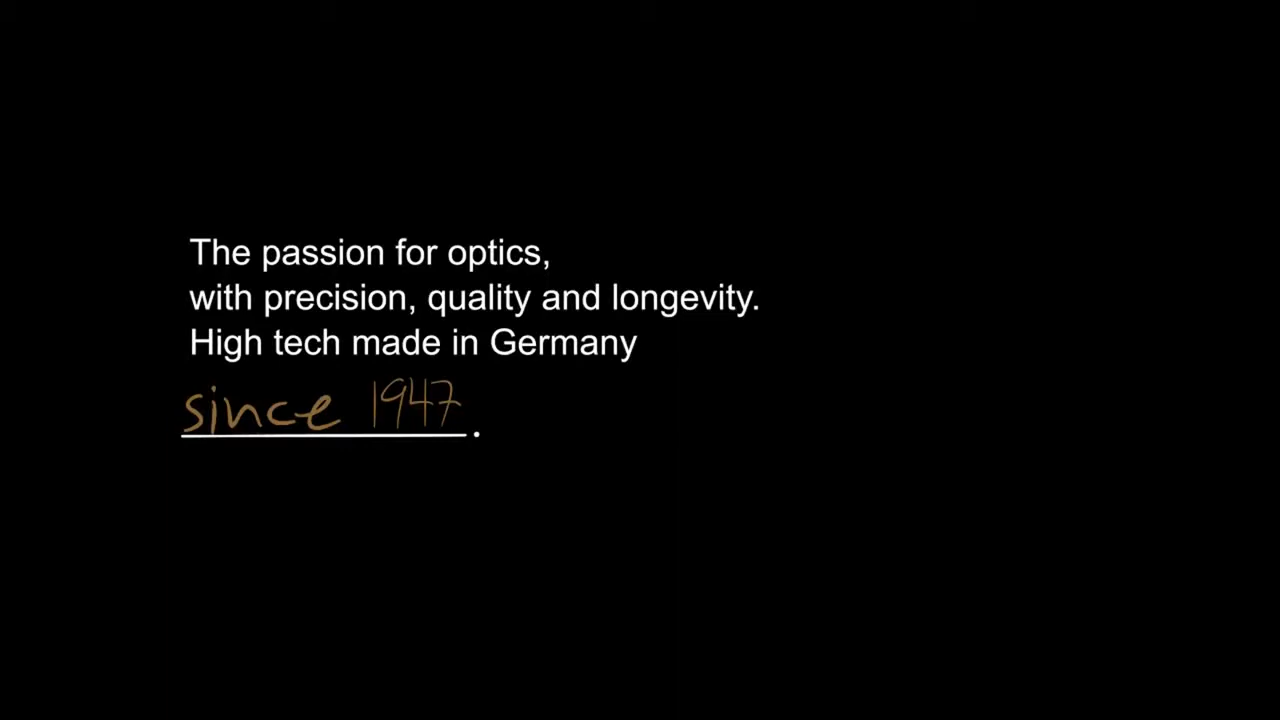 The passion for optics,
with precision, quality and longevity.
High tech made in Germany
since 1947.